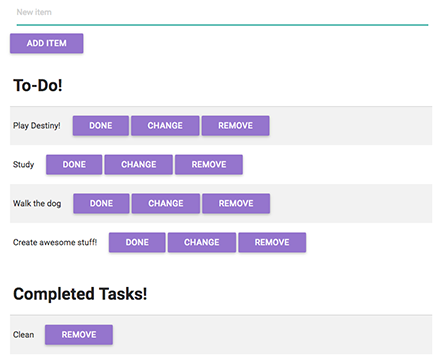 New Item
ADD ITEM
To-Do!
Play Destiny! DONE CHANGE REMOVE
Study DONE CHANGE REMOVE
Walk the dog DONE CHANGE REMOVE
Create awesome stuff! DONE CHANGE REMOVE
Completed Tasks!
Clean REMOVE